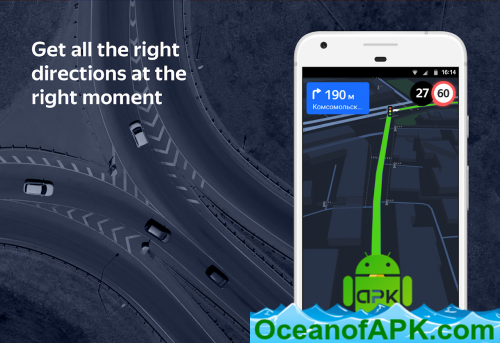 Get all the right
directions at the
right moment
16:14
190 м
Комсомольск...
27
60
apk
OceanofAPK.com